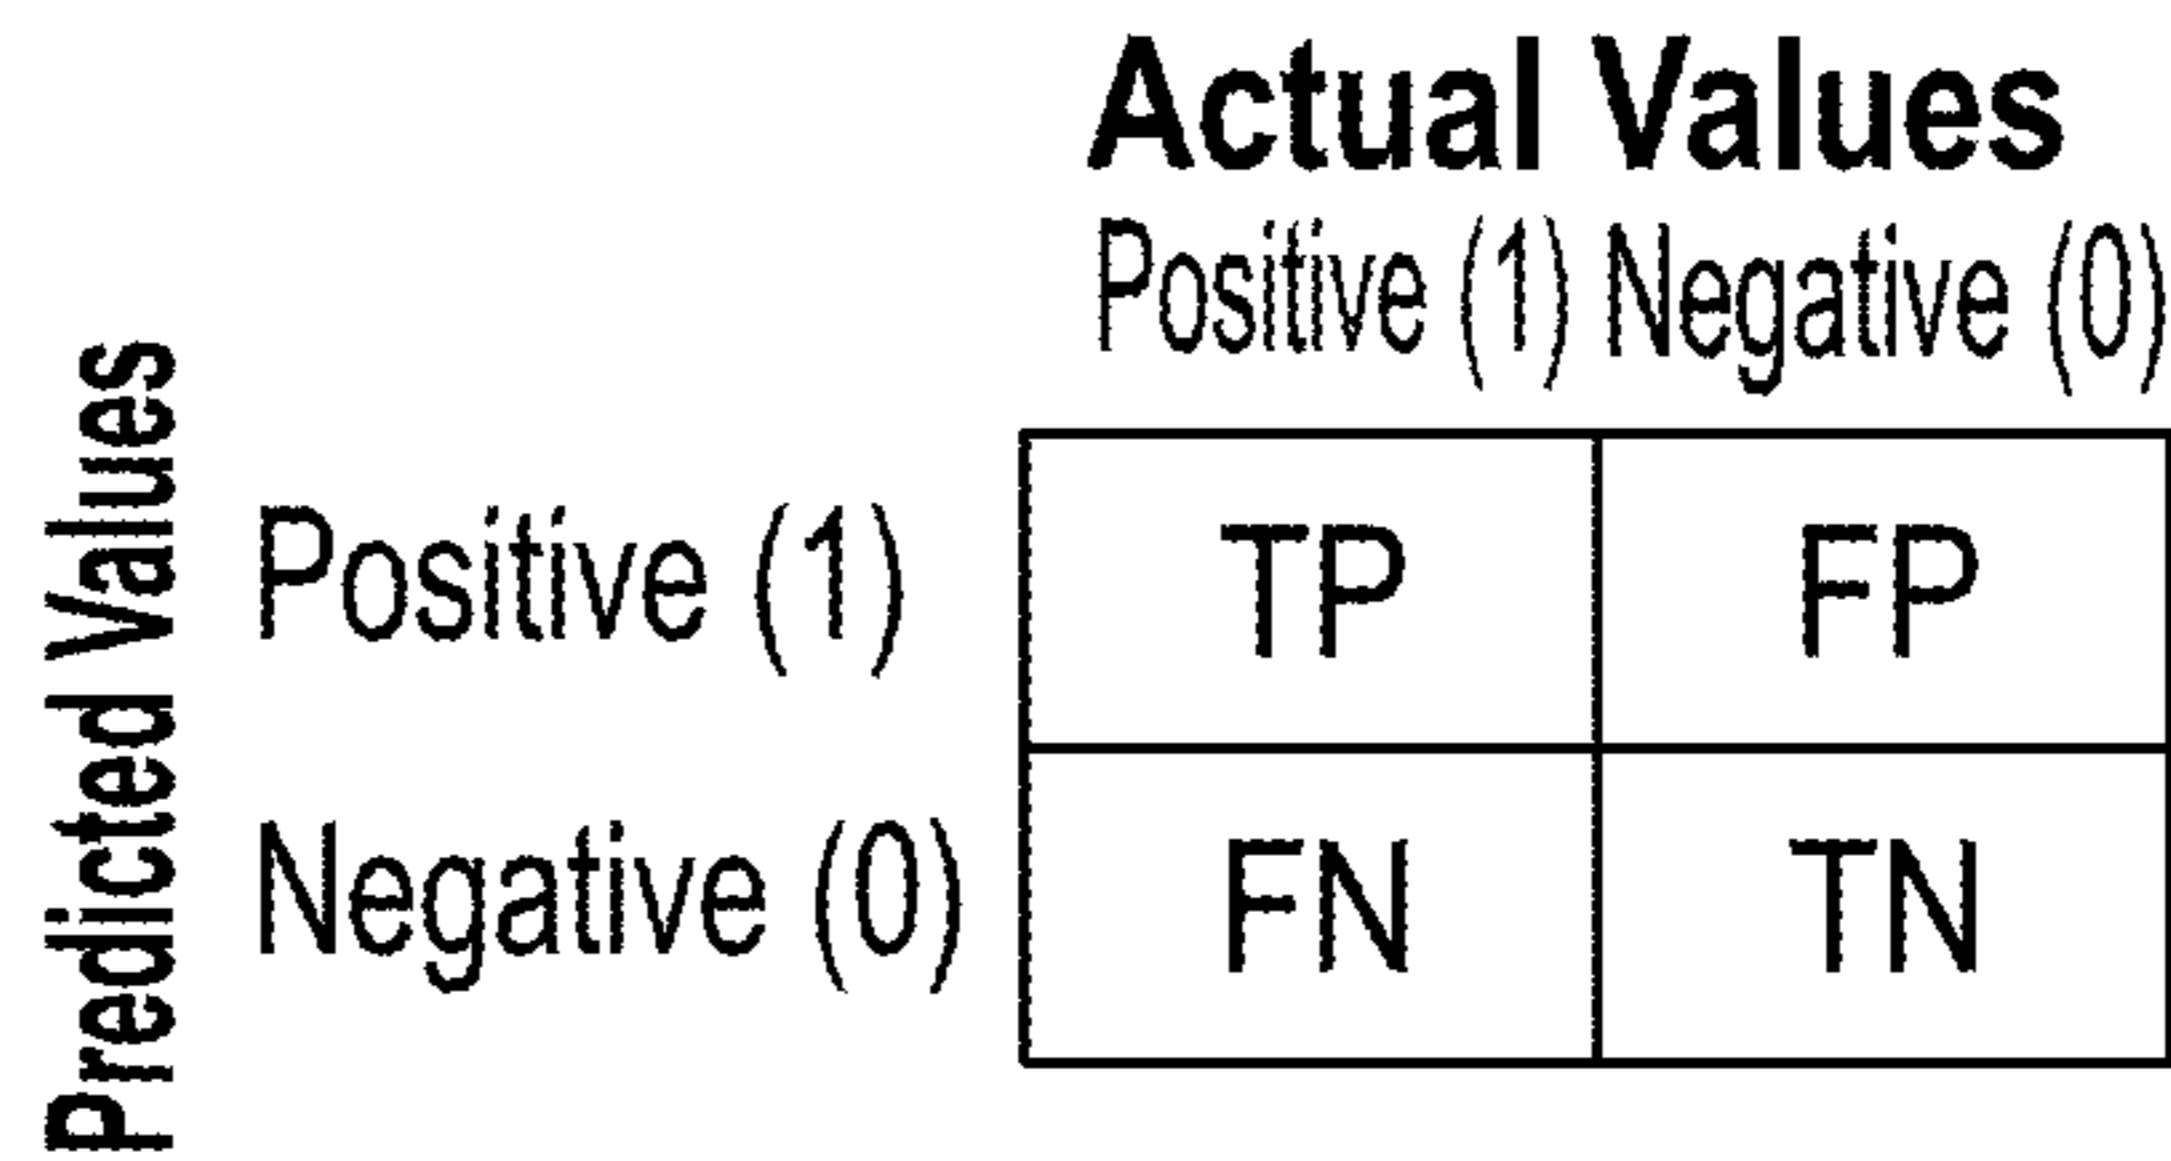 Actual Values
Positive (1) Negative (0)
Predicted Values
Positive (1) TP FP
Negative (0) FN TN